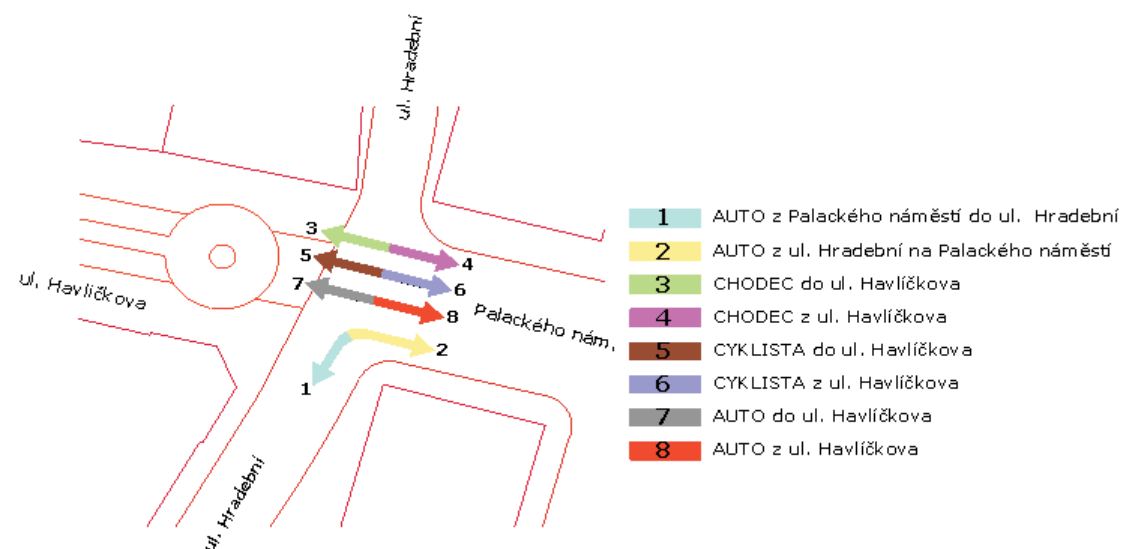 ul. Hradební
3
5
4
7
6
ul. Havlíčkova
8
Palackého nám.
2
1
ul. Hradební
1 AUTO z Palackého náměstí do ul. Hradební
2 AUTO z ul. Hradební na Palackého náměstí
3 CHODEC do ul. Havlíčkova
4 CHODEC z ul. Havlíčkova
5 CYKLISTA do ul. Havlíčkova
6 CYKLISTA z ul. Havlíčkova
7 AUTO do ul. Havlíčkova
8 AUTO z ul. Havlíčkova